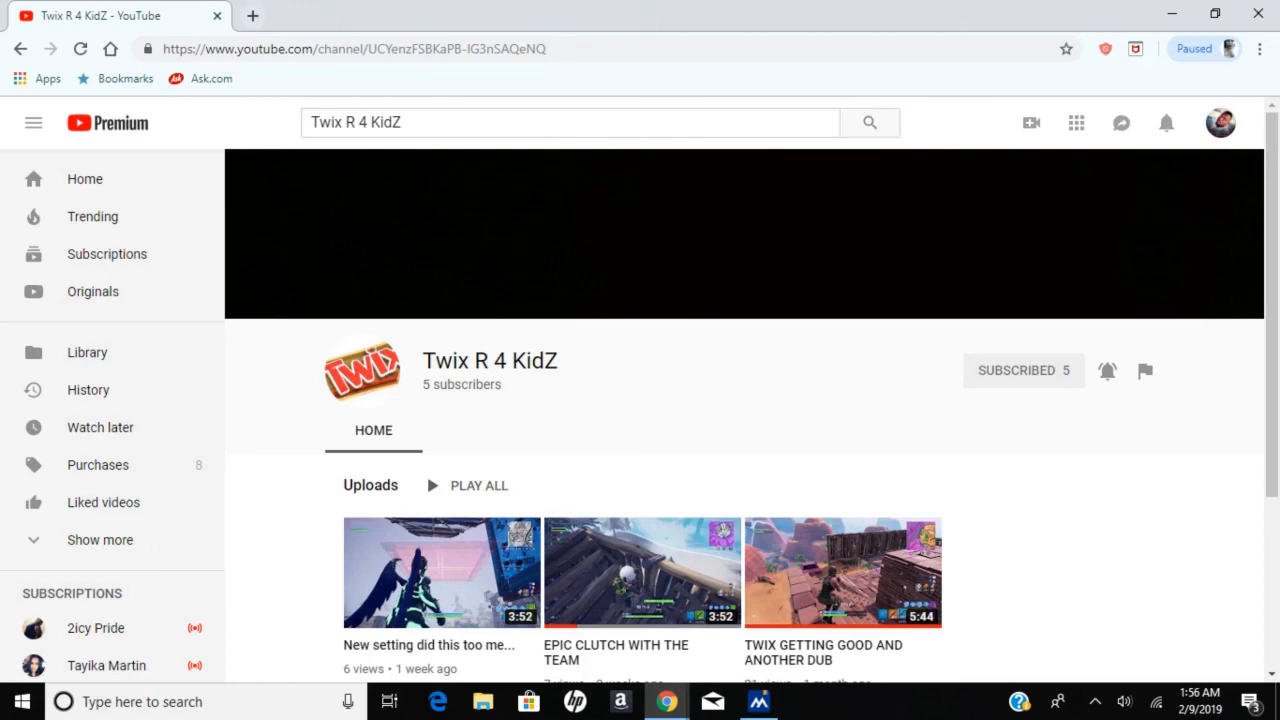 Twix R 4 KidZ - YouTube
https://www.youtube.com/channel/UCYenzFSBKaPB-IG3nSAQeNQ
Paused
Apps
Bookmarks
Ask
Ask.com
Premium
Twix R 4 KidZ
Home
Trending
Subscriptions
Originals
Library
History
Watch later
Purchases 8
Liked videos
Show more
SUBSCRIPTIONS
2icy Pride
Tayika Martin
TWIX
Twix R 4 KidZ
5 subscribers
SUBSCRIBED 5
HOME
Uploads
PLAY ALL
3:52
3:52
5:44
New setting did this too me...
6 views • 1 week ago
EPIC CLUTCH WITH THE
TEAM
TWIX GETTING GOOD AND
ANOTHER DUB
Type here to search
hp
a
1:56 AM
2/9/2019
3